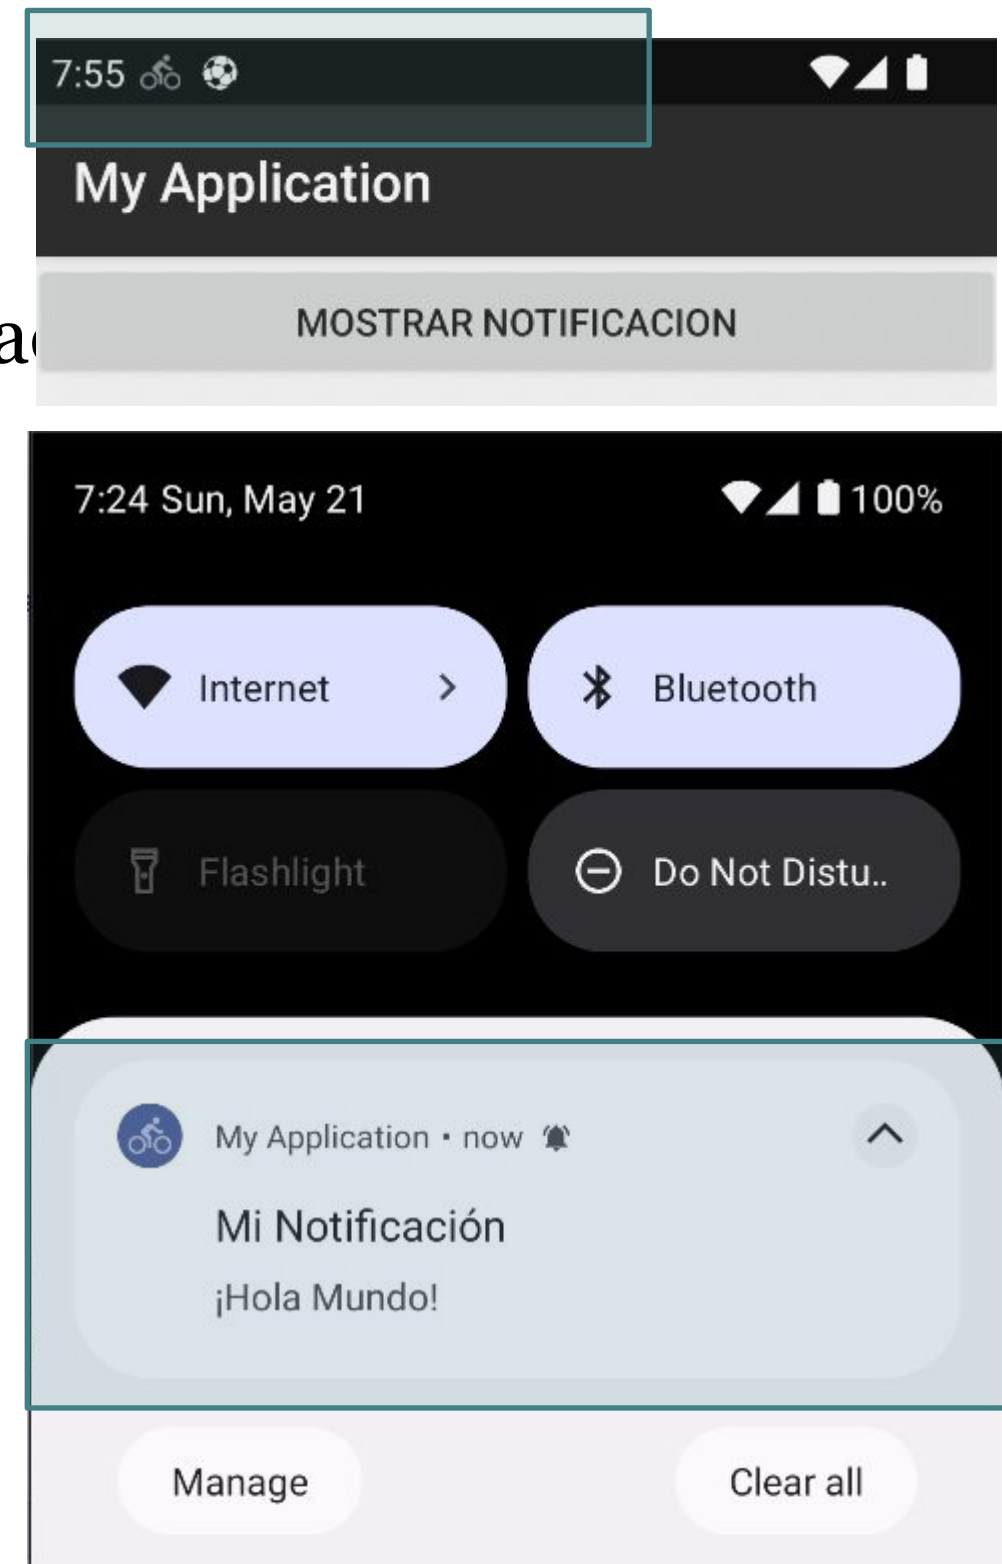 7:55
My Application
MOSTRAR NOTIFICACION
7:24 Sun, May 21 100%
Internet Bluetooth
Flashlight Do Not Distu..
My Application • now
Mi Notificación
¡Hola Mundo!
Manage Clear all